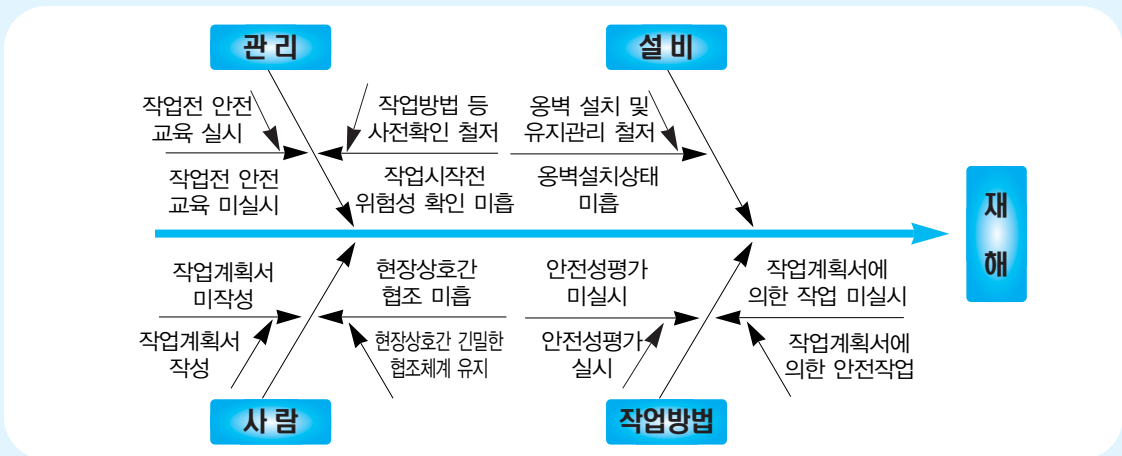 관 리
설 비
작업전 안전
교육 실시
작업방법 등
사전확인 철저
옹벽 설치 및
유지관리 철저
작업전 안전
교육 미실시
작업시작전
위험성 확인 미흡
옹벽설치상태
미흡
재
해
작업계획서
미작성
현장상호간
협조 미흡
안전성평가
미실시
작업계획서에
의한 작업 미실시
작업계획서
작성
현장상호간 긴밀한
협조체계 유지
안전성평가
실시
작업계획서에
의한 안전작업
사 람
작업방법